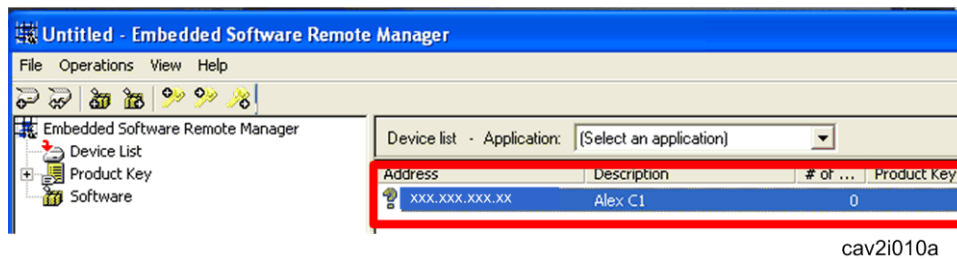 Untitled - Embedded Software Remote Manager
File Operations View Help
Embedded Software Remote Manager
Device List
Product Key
Software
Device list - Application: (Select an application)
Address Description # of ... Product Key
xxx.xxx.xxx.xx Alex C1 0
cav2i010a